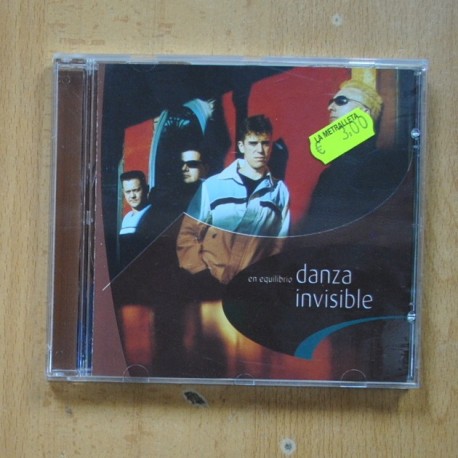 LA METRALLETA
€ 3,00
en equilibrio danza
invisible